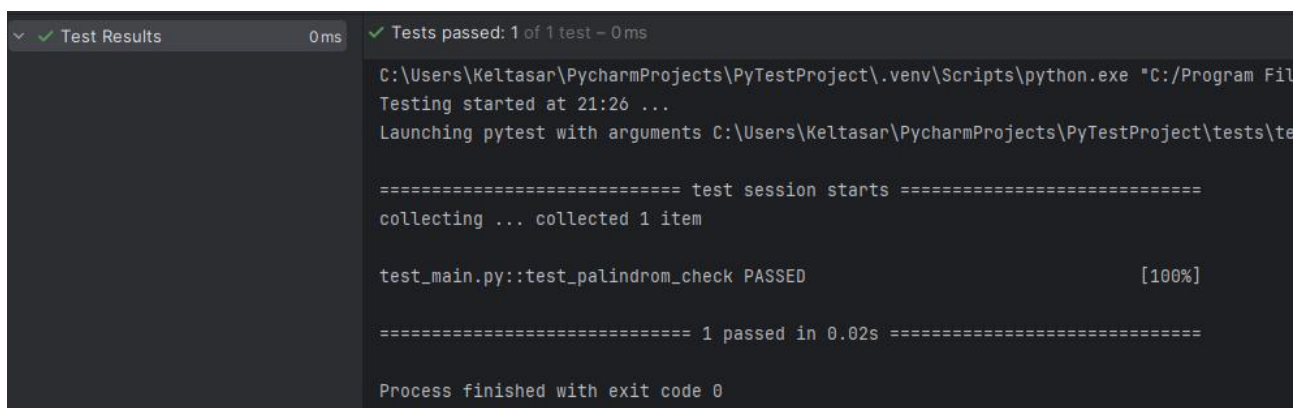 Test Results 0 ms
Tests passed: 1 of 1 test – 0 ms
C:\Users\Keltasar\PycharmProjects\PyTestProject\.venv\Scripts\python.exe "C:/Program Fil
Testing started at 21:26 ...
Launching pytest with arguments C:\Users\Keltasar\PycharmProjects\PyTestProject\tests\te
============================= test session starts =============================
collecting ... collected 1 item
test_main.py::test_palindrom_check PASSED [100%]
============================== 1 passed in 0.02s ==============================
Process finished with exit code 0